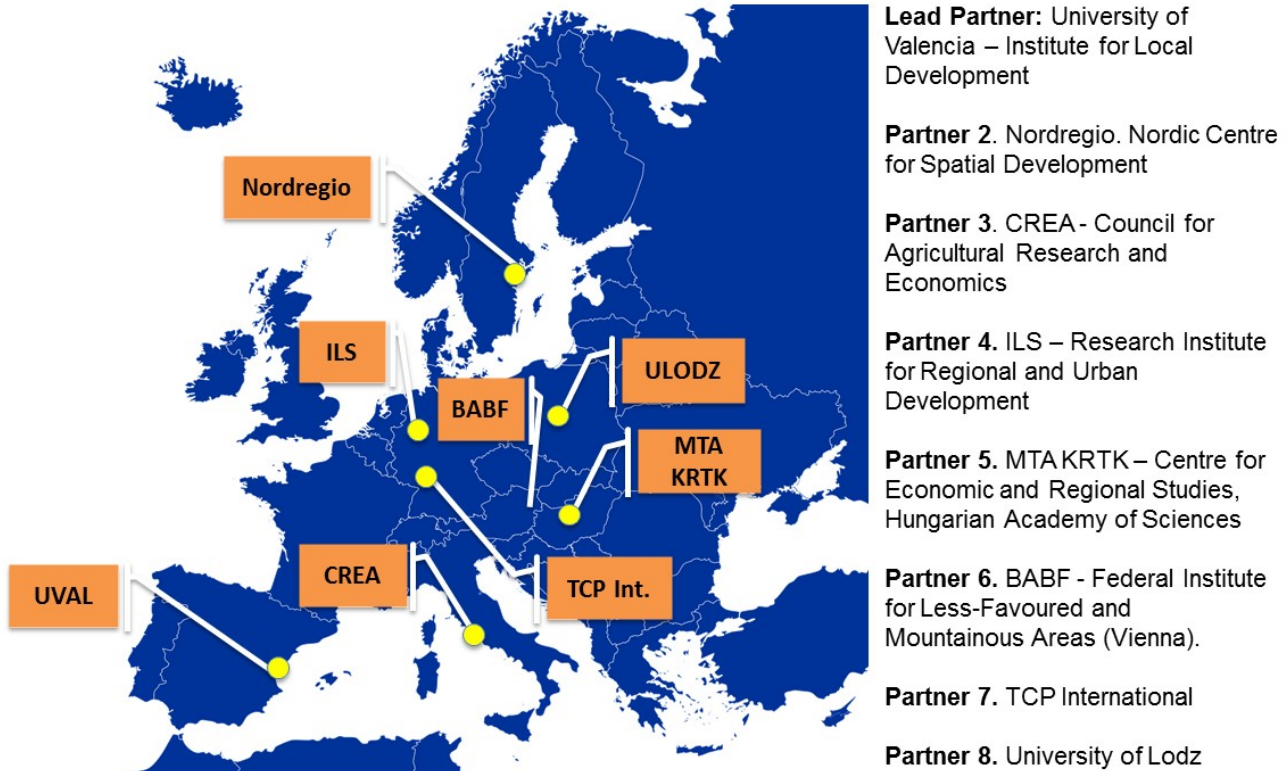 Nordregio
ILS
BABF
ULODZ
MTA
KRTK
CREA
TCP Int.
UVAL
Lead Partner: University of
Valencia – Institute for Local
Development
Partner 2. Nordregio. Nordic Centre
for Spatial Development
Partner 3. CREA - Council for
Agricultural Research and
Economics
Partner 4. ILS – Research Institute
for Regional and Urban
Development
Partner 5. MTA KRTK – Centre for
Economic and Regional Studies,
Hungarian Academy of Sciences
Partner 6. BABF - Federal Institute
for Less-Favoured and
Mountainous Areas (Vienna).
Partner 7. TCP International
Partner 8. University of Lodz